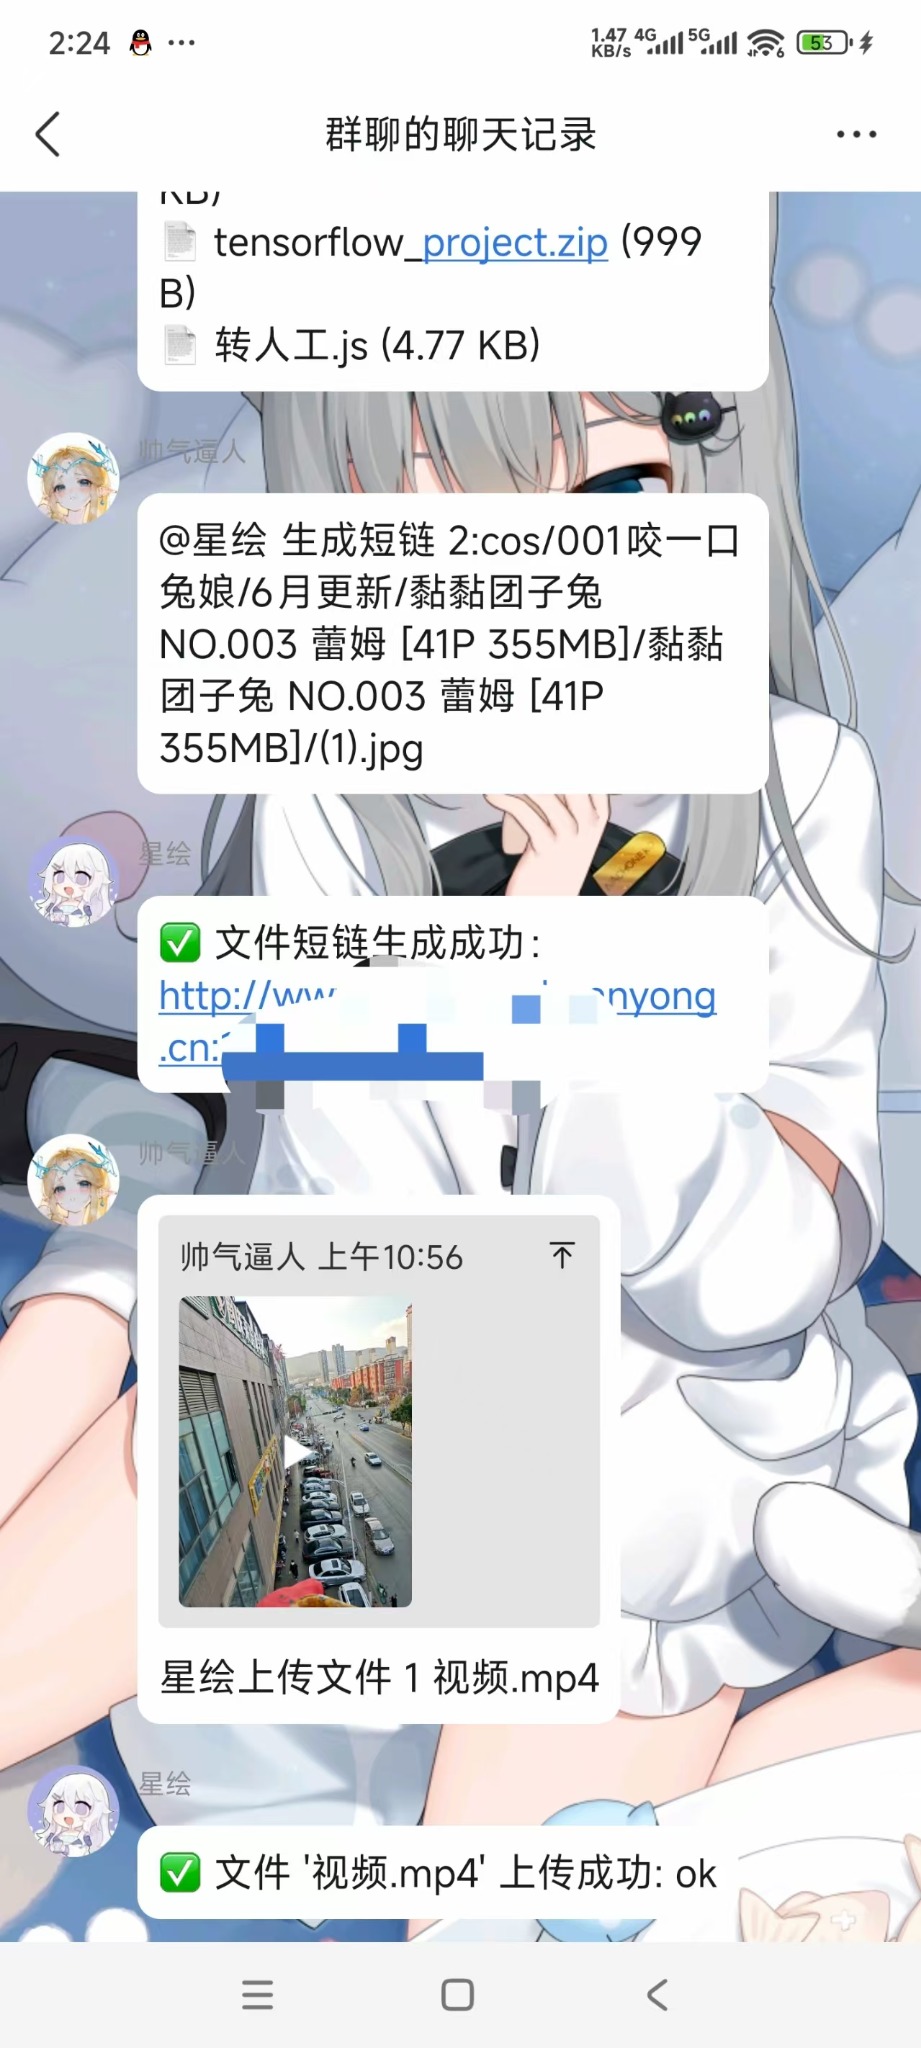 2:24
1.47 KB/s 4G 5G 6 53
群聊的聊天记录
KB)
tensorflow_project.zip (999
B)
转人工.js (4.77 KB)
帅气逼人
@星绘 生成短链 2:cos/001咬一口
兔娘/6月更新/黏黏团子兔
NO.003 蕾姆 [41P 355MB]/黏黏
团子兔 NO.003 蕾姆 [41P
355MB]/(1).jpg
星绘
文件短链生成成功:
http://ww nyong
.cn:
帅气逼人
帅气逼人 上午10:56
星绘上传文件 1 视频.mp4
星绘
文件 '视频.mp4' 上传成功: ok